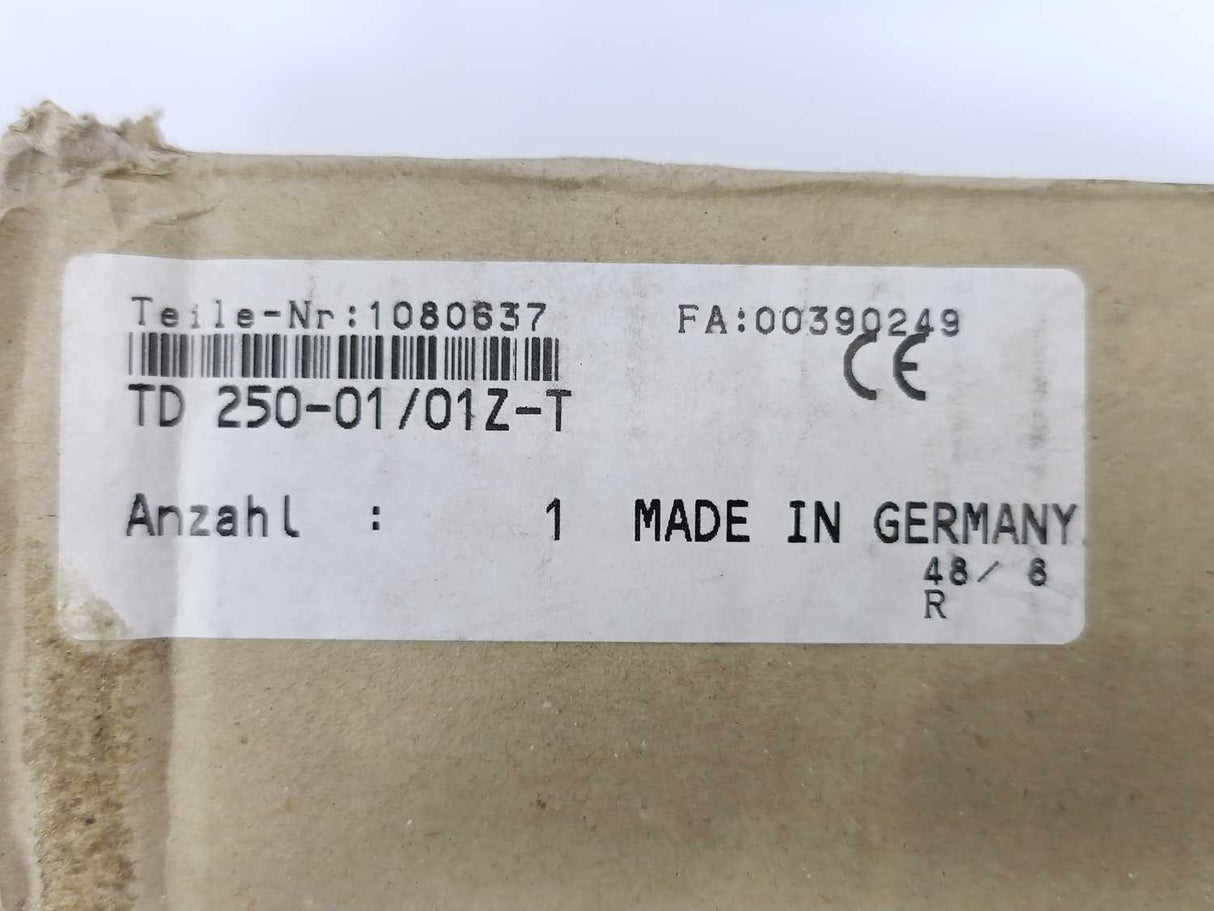 Teile-Nr:1080637 FA:00390249
CE
TD 250-01/01Z-T
Anzahl : 1 MADE IN GERMANY
48/ 8
R